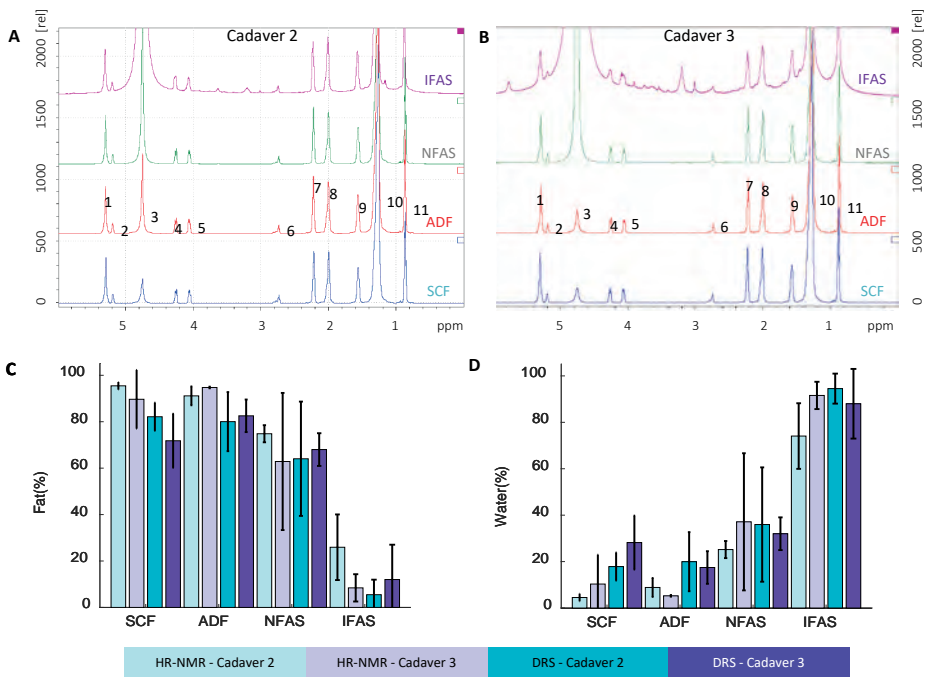 A
Cadaver 2
0 500 1000 1500 2000 [rel]
IFAS
NFAS
ADF
SCF
1 2 3 4 5 6 7 8 9 10 11
5 4 3 2 1 ppm
B
Cadaver 3
0 500 1000 1500 2000 [rel]
IFAS
NFAS
ADF
SCF
1 2 3 4 5 6 7 8 9 10 11
5 4 3 2 1 ppm
C
Fat(%)
100
80
60
40
20
0
SCF ADF NFAS IFAS
D
Water(%)
100
80
60
40
20
0
SCF ADF NFAS IFAS
HR-NMR - Cadaver 2 HR-NMR - Cadaver 3 DRS - Cadaver 2 DRS - Cadaver 3